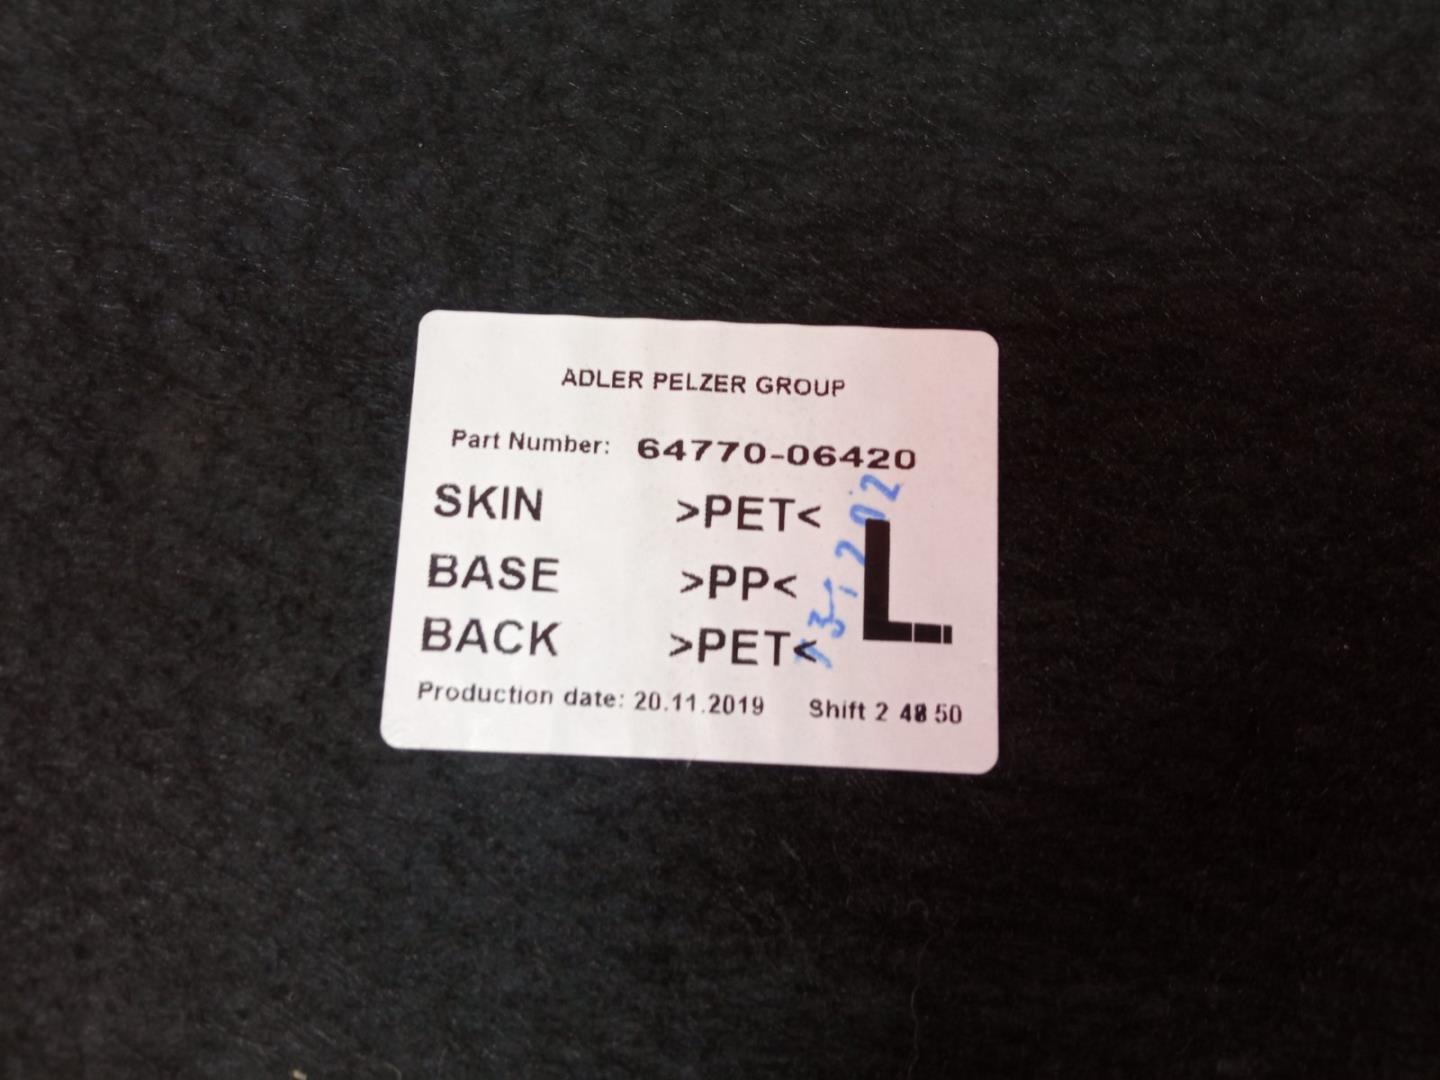 ADLER PELZER GROUP
Part Number: 64770-06420
SKIN >PET<
BASE >PP<
BACK >PET<
L
Production date: 20.11.2019 Shift 2 50